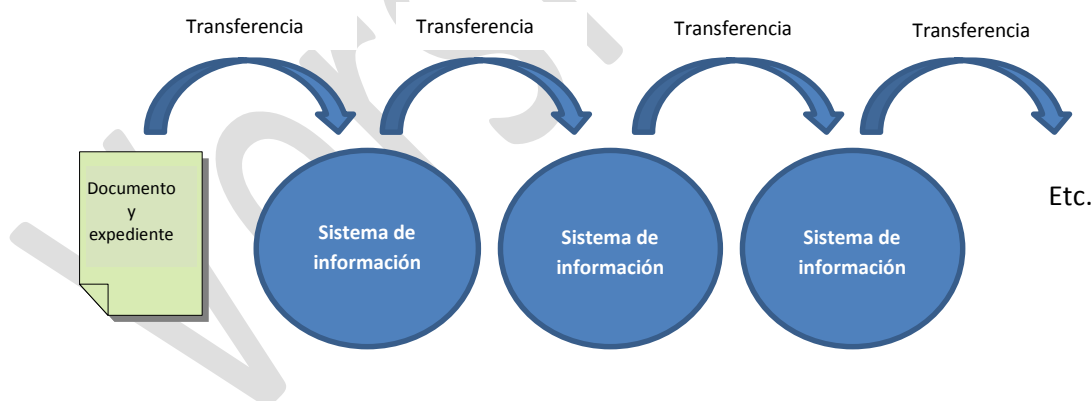 Transferencia
Transferencia
Transferencia
Transferencia
Documento
y
expediente
Sistema de
información
Sistema de
información
Sistema de
información
Etc.